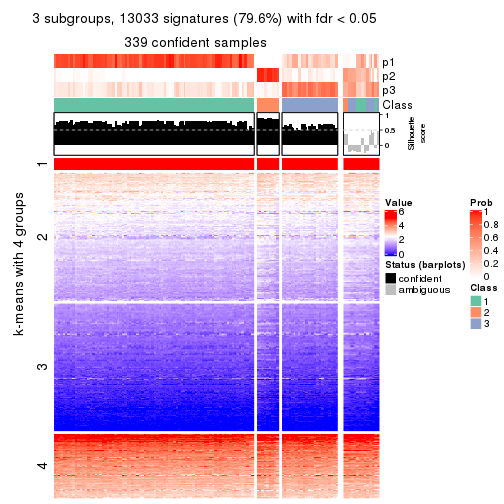 3 subgroups, 13033 signatures (79.6%) with fdr < 0.05
339 confident samples
p1
p2
p3
Class
1
0.5
0
Silhouette
score
k-means with 4 groups
1
2
3
4
Value
6
4
2
0
Status (barplots)
confident
ambiguous
Prob
1
0.8
0.6
0.4
0.2
0
Class
1
2
3